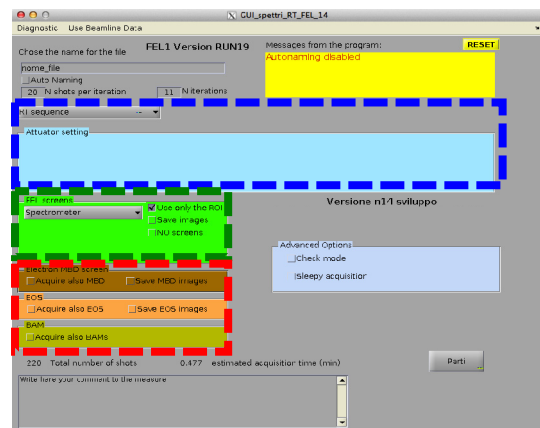 GUI_spettri_RT_FEL_14
Diagnostic Use Beamline Data
Chose the name for the file
FEL1 Version RUN19
Messages from the program:
RESET
nome_file
Autonaming disabled
Auto Naming
20 N shots per iteration 11 N iterations
RT sequence
Attuator setting
FEL screens
Spectrometer
Use only the ROI
Save images
INU screens
Versione n14 sviluppo
Advanced Options
Check mode
Sleepy acquisition
Electron MBD screen
Acquire also MBD Save MBD images
EOS
Acquire also EOS Save EOS images
BAM
Acquire also BAMs
220 Total number of shots 0.477 estimated acquisition time (min)
Parti
Write here your comment to the measure